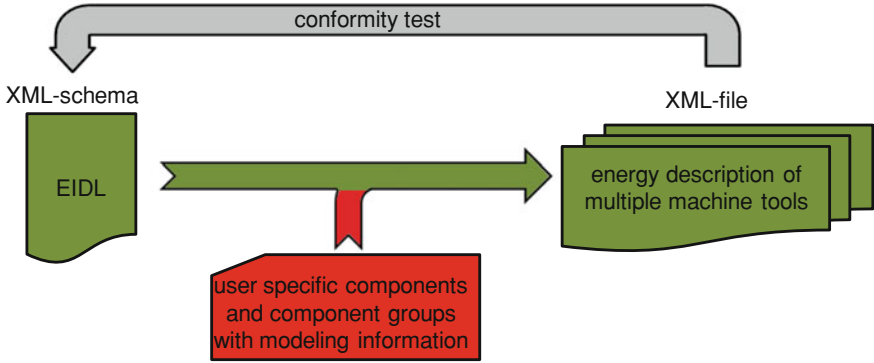 conformity test
XML-schema
XML-file
EIDL
energy description of
multiple machine tools
user specific components
and component groups
with modeling information